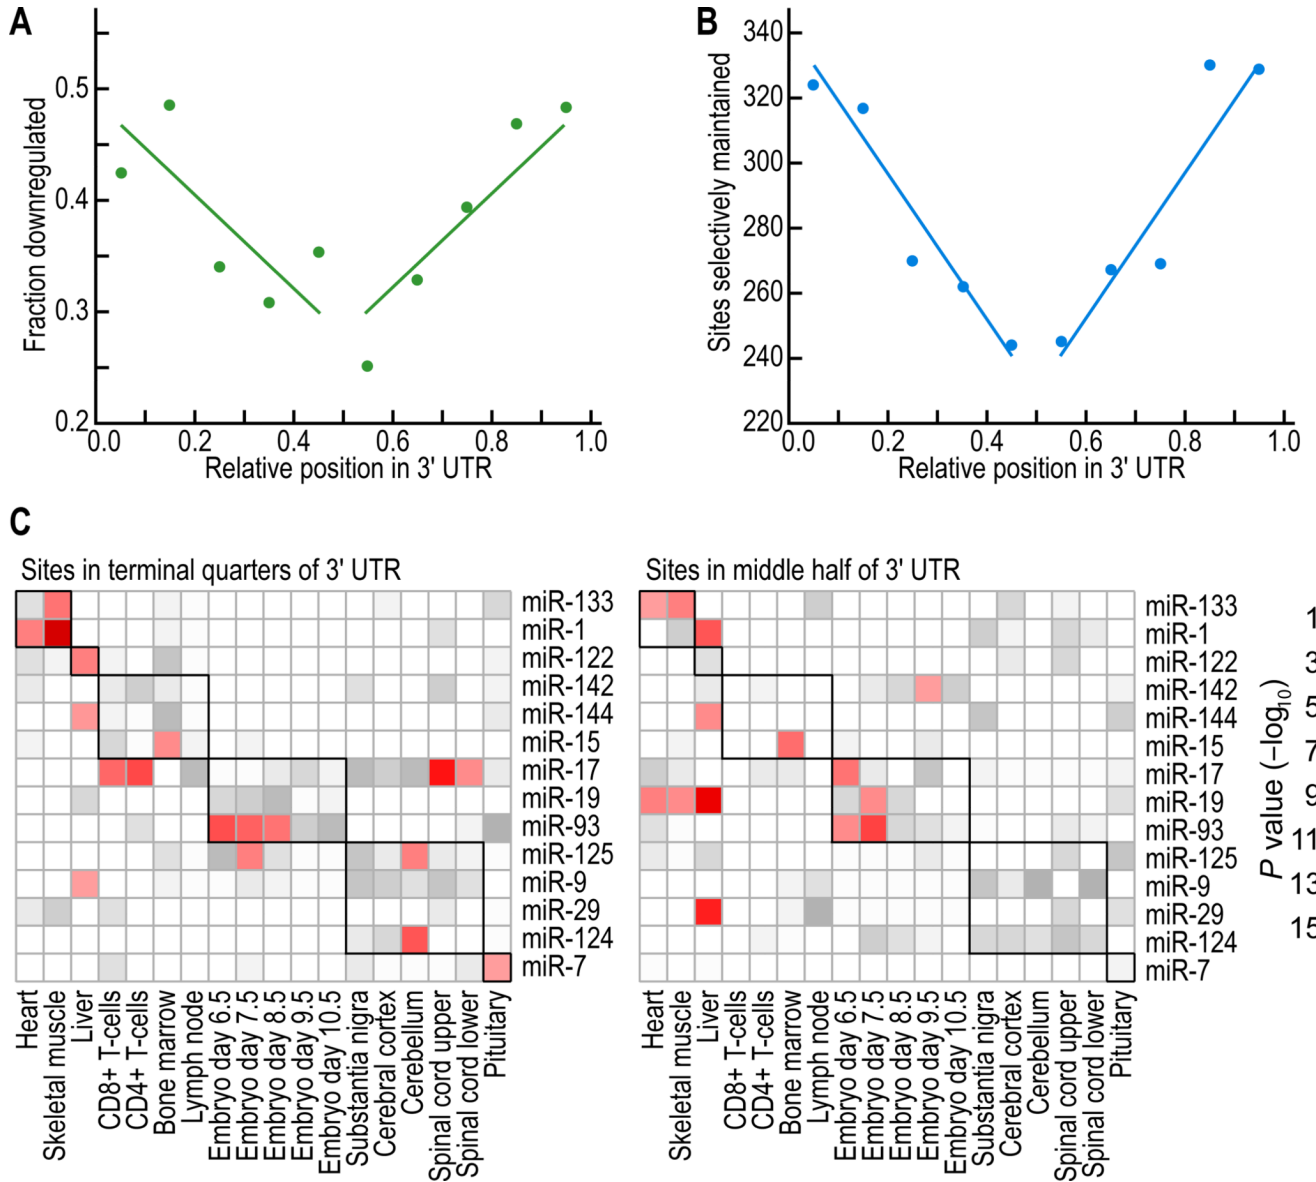 A
Fraction downregulated
0.5
0.4
0.3
0.2
0.0 0.2 0.4 0.6 0.8 1.0
Relative position in 3' UTR
B
Sites selectively maintained
340
320
300
280
260
240
220
0.0 0.2 0.4 0.6 0.8 1.0
Relative position in 3' UTR
C
Sites in terminal quarters of 3' UTR
miR-133
miR-1
miR-122
miR-142
miR-144
miR-15
miR-17
miR-19
miR-93
miR-125
miR-9
miR-29
miR-124
miR-7
Heart
Skeletal muscle
Liver
CD8+ T-cells
CD4+ T-cells
Bone marrow
Lymph node
Embryo day 6.5
Embryo day 7.5
Embryo day 8.5
Embryo day 9.5
Embryo day 10.5
Substantia nigra
Cerebral cortex
Cerebellum
Spinal cord upper
Spinal cord lower
Pituitary
Sites in middle half of 3' UTR
miR-133
miR-1
miR-122
miR-142
miR-144
miR-15
miR-17
miR-19
miR-93
miR-125
miR-9
miR-29
miR-124
miR-7
Heart
Skeletal muscle
Liver
CD8+ T-cells
CD4+ T-cells
Bone marrow
Lymph node
Embryo day 6.5
Embryo day 7.5
Embryo day 8.5
Embryo day 9.5
Embryo day 10.5
Substantia nigra
Cerebral cortex
Cerebellum
Spinal cord upper
Spinal cord lower
Pituitary
P value (–log10)
1
3
5
7
9
11
13
15